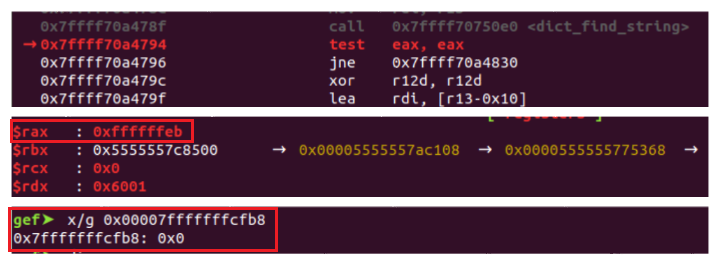 0x7ffff70a478f call 0x7ffff70750e0 <dict_find_string>
→0x7ffff70a4794 test eax, eax
0x7ffff70a4796 jne 0x7ffff70a4830
0x7ffff70a479c xor r12d, r12d
0x7ffff70a479f lea rdi, [r13-0x10]
$rax : 0xffffffeb
$rbx : 0x5555557c8500 → 0x00005555557ac108 → 0x0000555555775368 →
$rcx : 0x0
$rdx : 0x6001
gef➤ x/g 0x00007fffffffcfb8
0x7fffffffcfb8: 0x0